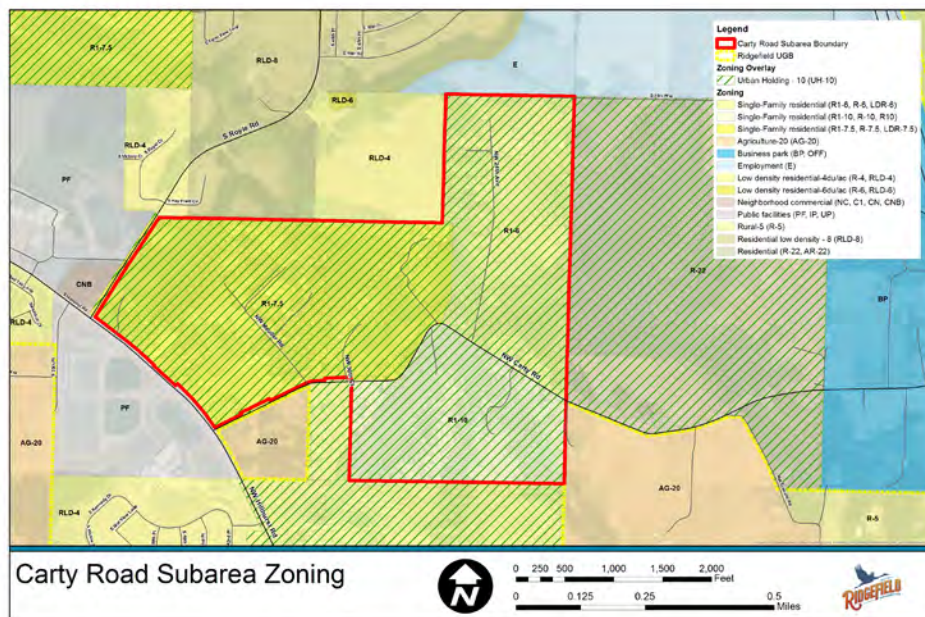 R1-7.5
RLD-8
E
RLD-6
S Royle Rd
RLD-4
RLD-4
PF
R1-6
R-22
CNB
R1-7.5
BP
RLD-4
NW Carty Rd
PF
R1-10
AG-20
AG-20
AG-20
RLD-4
NW Hillhurst Rd
R-5
Legend
Carty Road Subarea Boundary
Ridgefield UGB
Zoning Overlay
Urban Holding - 10 (UH-10)
Zoning
Single-Family residential (R1-6, R-6, LDR-6)
Single-Family residential (R1-10, R-10, R10)
Single-Family residential (R1-7.5, R-7.5, LDR-7.5)
Agriculture-20 (AG-20)
Business park (BP, OFF)
Employment (E)
Low density residential-4du/ac (R-4, RLD-4)
Low density residential-6du/ac (R-6, RLD-6)
Neighborhood commercial (NC, C1, CN, CNB)
Public facilities (PF, IP, UP)
Rural-5 (R-5)
Residential low density - 8 (RLD-8)
Residential (R-22, AR-22)
Carty Road Subarea Zoning
N
0 250 500 1,000 1,500 2,000
Feet
0 0.125 0.25 0.5
Miles
RIDGEFIELD